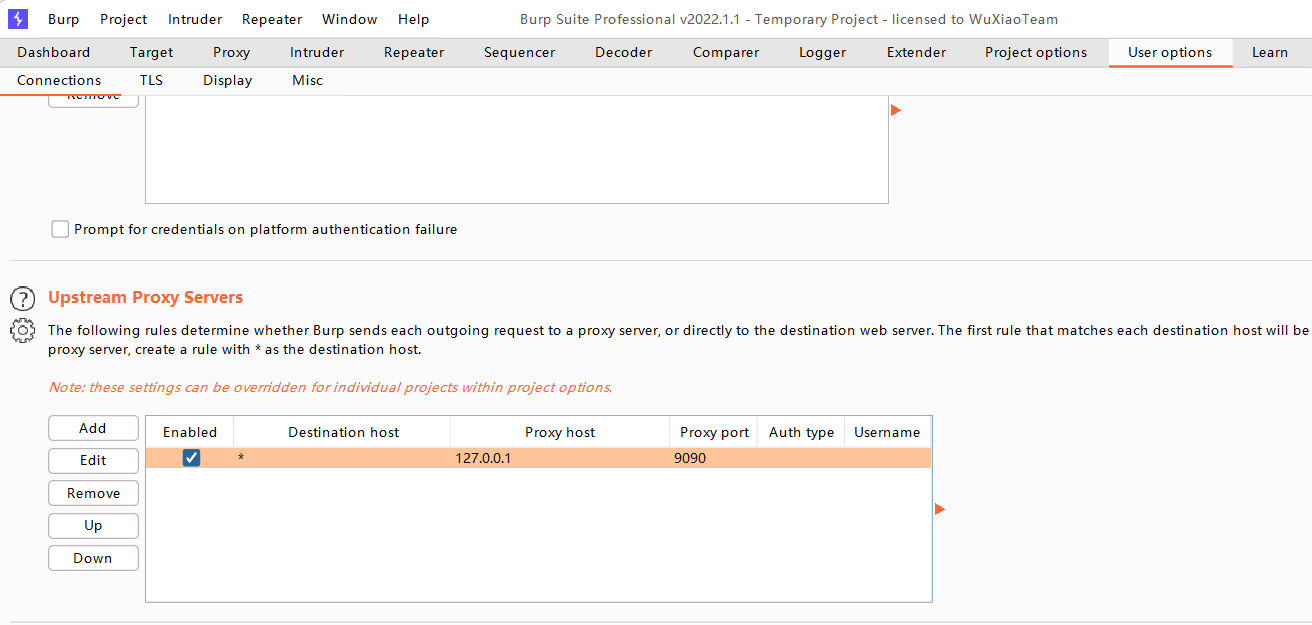 Burp Project Intruder Repeater Window Help Burp Suite Professional v2022.1.1 - Temporary Project - licensed to WuXiaoTeam
Dashboard Target Proxy Intruder Repeater Sequencer Decoder Comparer Logger Extender Project options User options Learn
Connections TLS Display Misc
Remove
Prompt for credentials on platform authentication failure
? Upstream Proxy Servers
The following rules determine whether Burp sends each outgoing request to a proxy server, or directly to the destination web server. The first rule that matches each destination host will be
proxy server, create a rule with * as the destination host.
Note: these settings can be overridden for individual projects within project options.
Add
Edit
Remove
Up
Down
Enabled Destination host Proxy host Proxy port Auth type Username
* 127.0.0.1 9090